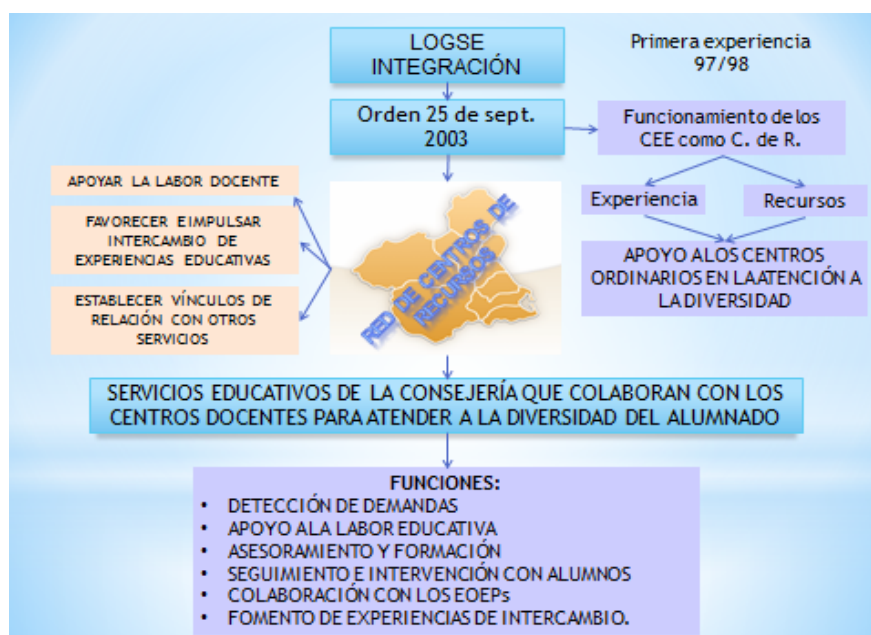 LOGSE
INTEGRACIÓN
Primera experiencia
97/98
Orden 25 de sept.
2003
Funcionamiento de los
CEE como C. de R.
Experiencia
Recursos
APOYO ALOS CENTROS
ORDINARIOS EN LAATENCIÓN A
LA DIVERSIDAD
APOYAR LA LABOR DOCENTE
FAVORECER E IMPULSAR
INTERCAMBIO DE
EXPERIENCIAS EDUCATIVAS
ESTABLECER VÍNCULOS DE
RELACIÓN CON OTROS
SERVICIOS
RED DE CENTROS DE
RECURSOS
SERVICIOS EDUCATIVOS DE LA CONSEJERÍA QUE COLABORAN CON LOS
CENTROS DOCENTES PARA ATENDER A LA DIVERSIDAD DEL ALUMNADO
FUNCIONES:
• DETECCIÓN DE DEMANDAS
• APOYO ALA LABOR EDUCATIVA
• ASESORAMIENTO Y FORMACIÓN
• SEGUIMIENTO E INTERVENCIÓN CON ALUMNOS
• COLABORACIÓN CON LOS EOEPs
• FOMENTO DE EXPERIENCIAS DE INTERCAMBIO.